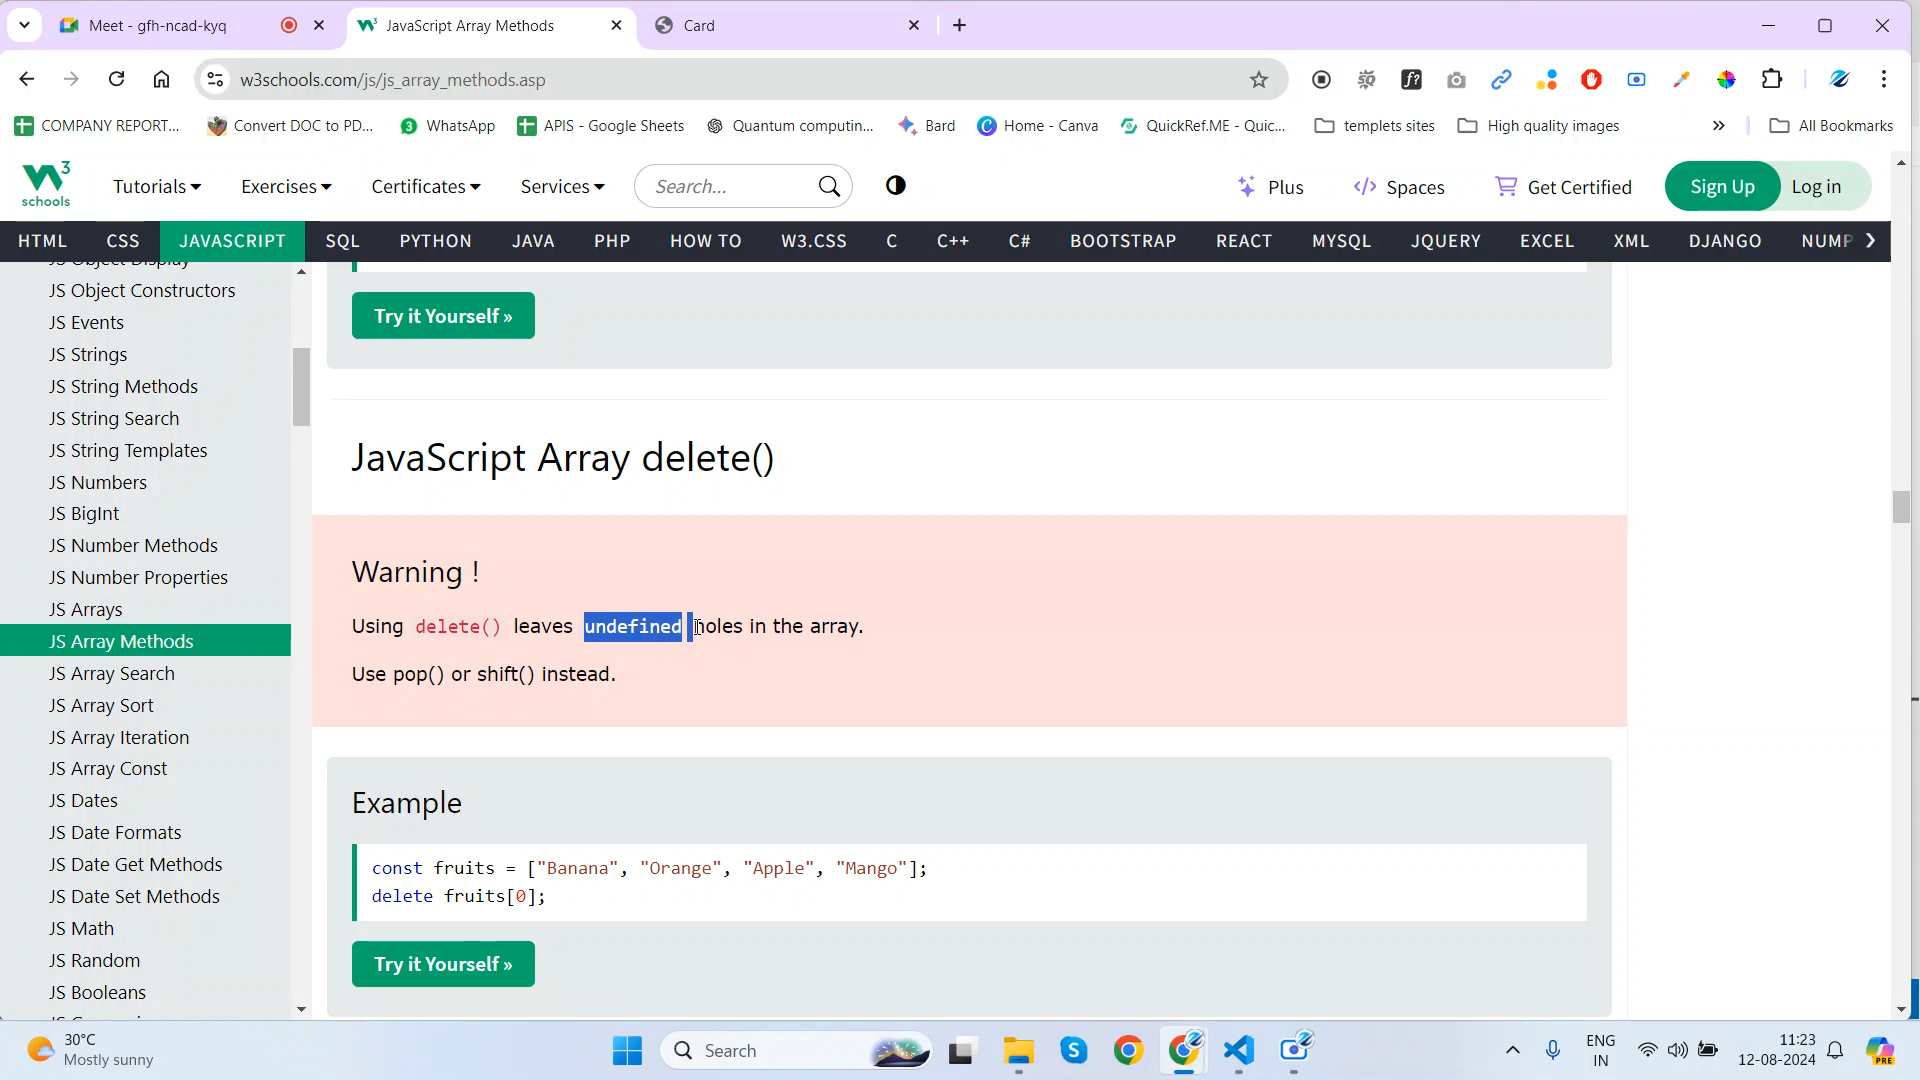 Meet - gfh-ncad-kyq
JavaScript Array Methods
Card
w3schools.com/js/js_array_methods.asp
COMPANY REPORT...
Convert DOC to PD...
WhatsApp
APIS - Google Sheets
Quantum computin...
Bard
Home - Canva
QuickRef.ME - Quic...
templets sites
High quality images
All Bookmarks
W3 schools
Tutorials
Exercises
Certificates
Services
Search...
Plus
Spaces
Get Certified
Sign Up
Log in
HTML
CSS
JAVASCRIPT
SQL
PYTHON
JAVA
PHP
HOW TO
W3.CSS
C
C++
C#
BOOTSTRAP
REACT
MYSQL
JQUERY
EXCEL
XML
DJANGO
NUMP
JS Object Display
JS Object Constructors
JS Events
JS Strings
JS String Methods
JS String Search
JS String Templates
JS Numbers
JS BigInt
JS Number Methods
JS Number Properties
JS Arrays
JS Array Methods
JS Array Search
JS Array Sort
JS Array Iteration
JS Array Const
JS Dates
JS Date Formats
JS Date Get Methods
JS Date Set Methods
JS Math
JS Random
JS Booleans
Try it Yourself »
JavaScript Array delete()
Warning !
Using delete() leaves undefined holes in the array.
Use pop() or shift() instead.
Example
const fruits = ["Banana", "Orange", "Apple", "Mango"];
delete fruits[0];
Try it Yourself »
30°C
Mostly sunny
Search
ENG
IN
11:23
12-08-2024
PRE